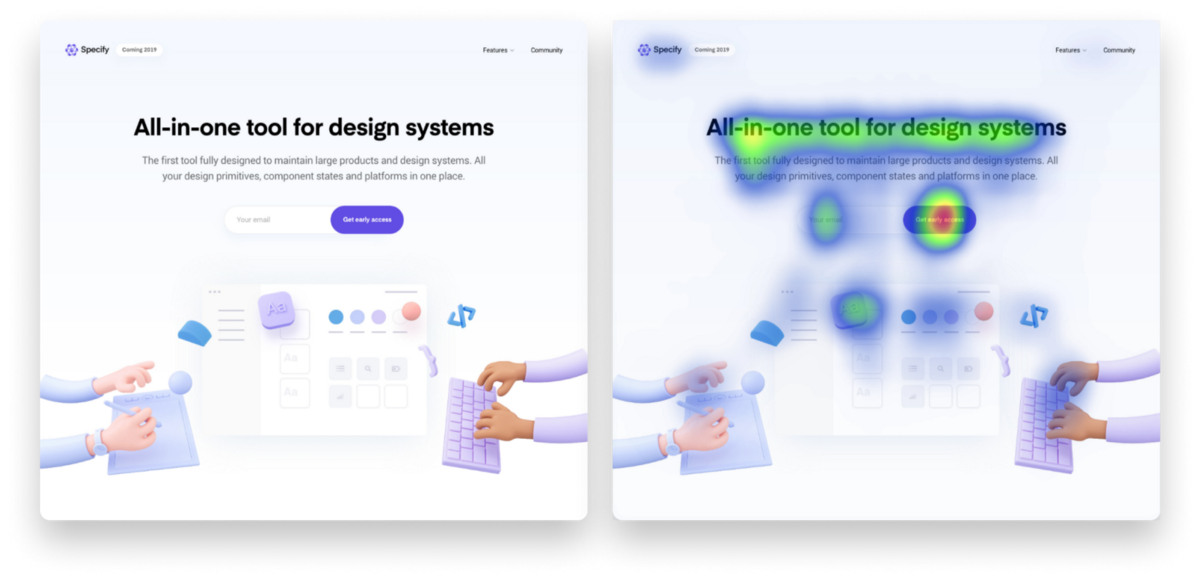 Specify
Coming 2019
Features
Community
All-in-one tool for design systems
The first tool fully designed to maintain large products and design systems. All
your design primitives, component states and platforms in one place.
Your email
Get early access
Aa
Aa
Aa
Specify
Coming 2019
Features
Community
All-in-one tool for design systems
The first tool fully designed to maintain large products and design systems. All
your design primitives, component states and platforms in one place.
Your email
Get early access
Aa
Aa
Aa